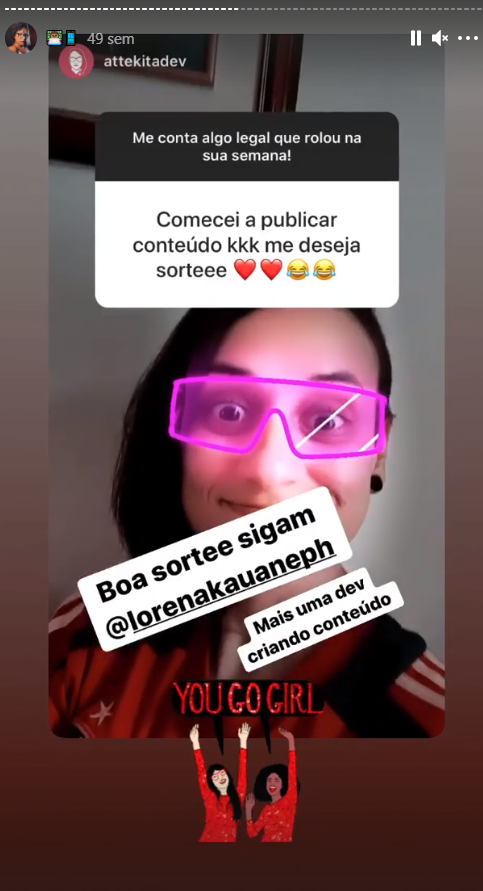 49 sem
attekitadev
Me conta algo legal que rolou na
sua semana!
Comecei a publicar
conteúdo kkk me deseja
sorteee ❤️❤️😂😂
Boa sortee sigam
@lorenakauaneph
Mais uma dev
criando conteúdo
YOU GO GIRL